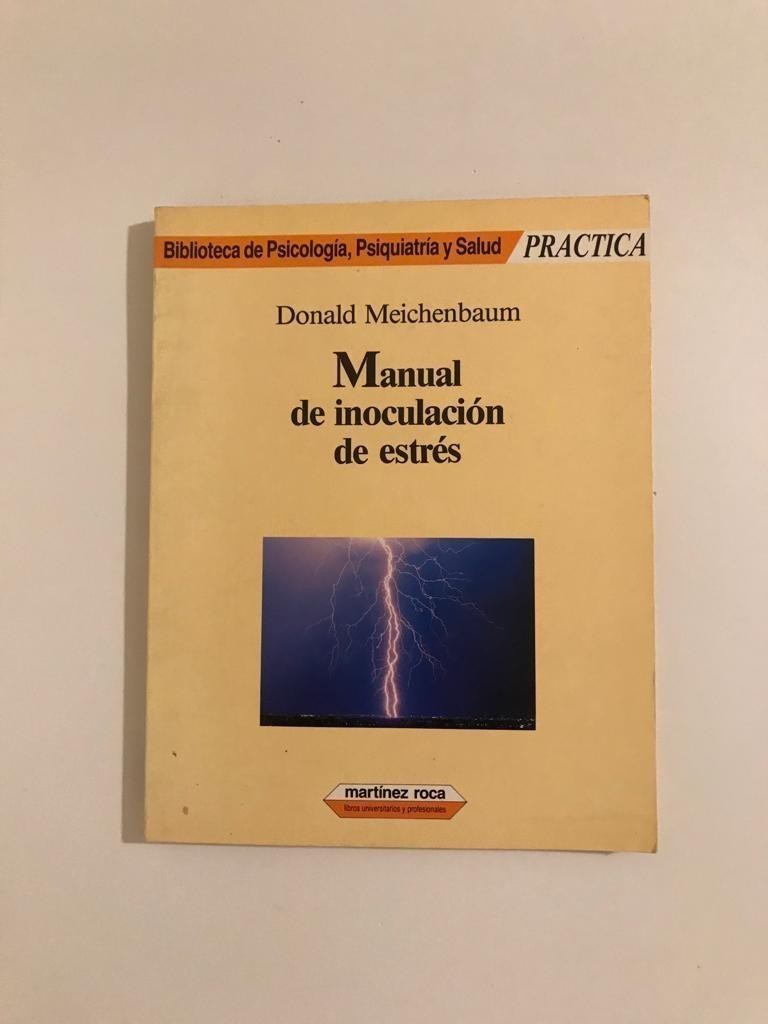 Biblioteca de Psicología, Psiquiatría y Salud PRACTICA
Donald Meichenbaum
Manual
de inoculación
de estrés
martínez roca
libros universitarios y profesionales